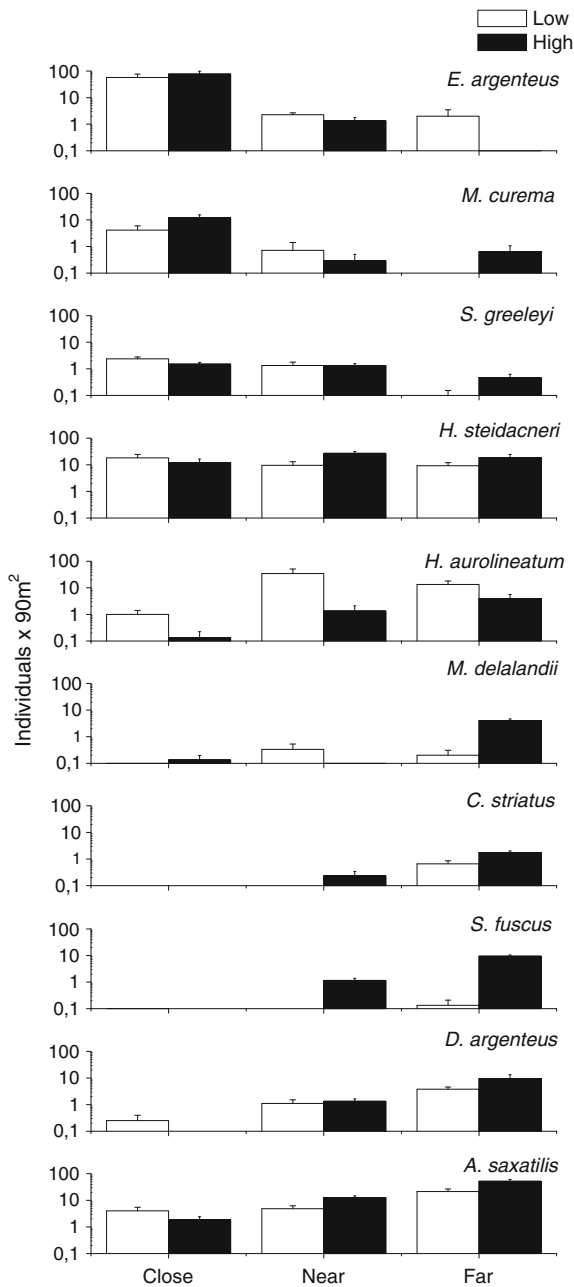 Low
High
E. argenteus
100
10
1
0,1
M. curema
100
10
1
0,1
S. greeleyi
100
10
1
0,1
H. steidacneri
100
10
1
0,1
H. aurolineatum
100
10
1
0,1
M. delalandii
100
10
1
0,1
C. striatus
100
10
1
0,1
S. fuscus
100
10
1
0,1
D. argenteus
100
10
1
0,1
A. saxatilis
100
10
1
0,1
Individuals x 90m²
Close Near Far